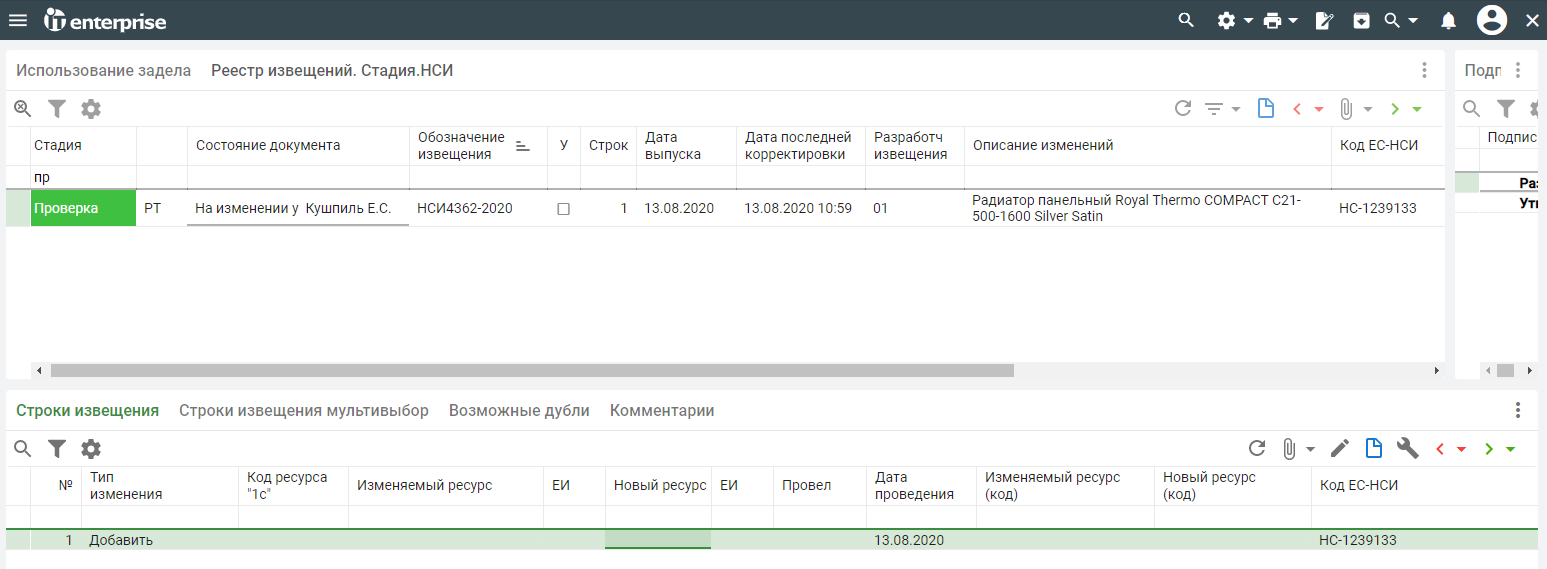 enterprise
Использование задела Реестр извещений. Стадия.НСИ
Подп
Стадия Состояние документа Обозначение извещения У Строк Дата выпуска Дата последней корректировки Разработч извещения Описание изменений Код ЕС-НСИ
Подпис
пр
Проверка РТ На изменении у Кушпиль Е.С. НСИ4362-2020 1 13.08.2020 13.08.2020 10:59 01 Радиатор панельный Royal Thermo COMPACT C21-500-1600 Silver Satin НС-1239133
Раз
Утв
Строки извещения Строки извещения мультивыбор Возможные дубли Комментарии
№ Тип изменения Код ресурса "1с" Изменяемый ресурс ЕИ Новый ресурс ЕИ Провел Дата проведения Изменяемый ресурс (код) Новый ресурс (код) Код ЕС-НСИ
1 Добавить 13.08.2020 НС-1239133